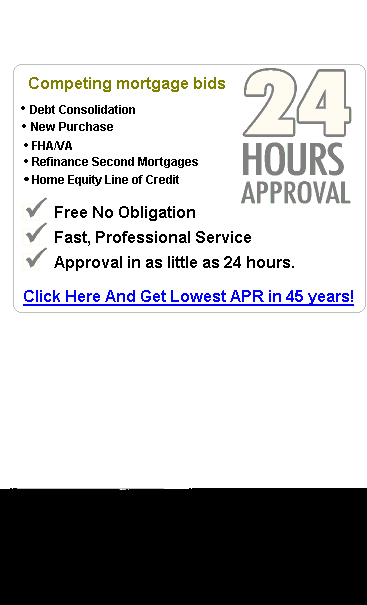 Competing mortgage bids
• Debt Consolidation
• New Purchase
• FHA/VA
• Refinance Second Mortgages
• Home Equity Line of Credit
24
HOURS
APPROVAL
✓ Free No Obligation
✓ Fast, Professional Service
✓ Approval in as little as 24 hours.
Click Here And Get Lowest APR in 45 years!